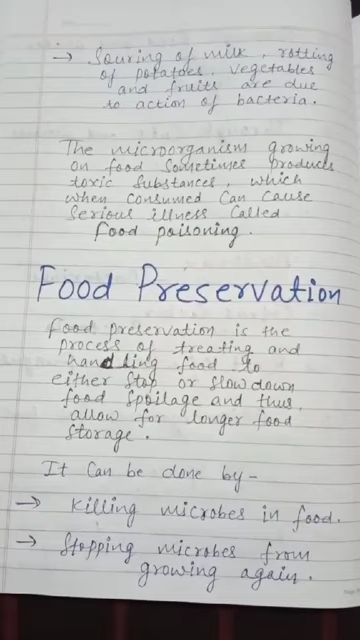 → Souring of milk, rotting
of potatoes, vegetables
and fruits are due
to action of bacteria.
The microorganism growing
on food sometimes products
toxic substances, which
when consumed can cause
serious illness called
food poisoning.
Food Preservation
food preservation is the
process of treating and
handling food to
either stop or slow down
food spoilage and thus,
allow for longer food
storage.
It can be done by -
→ Killing microbes in food.
→ Stopping microbes from
growing again.